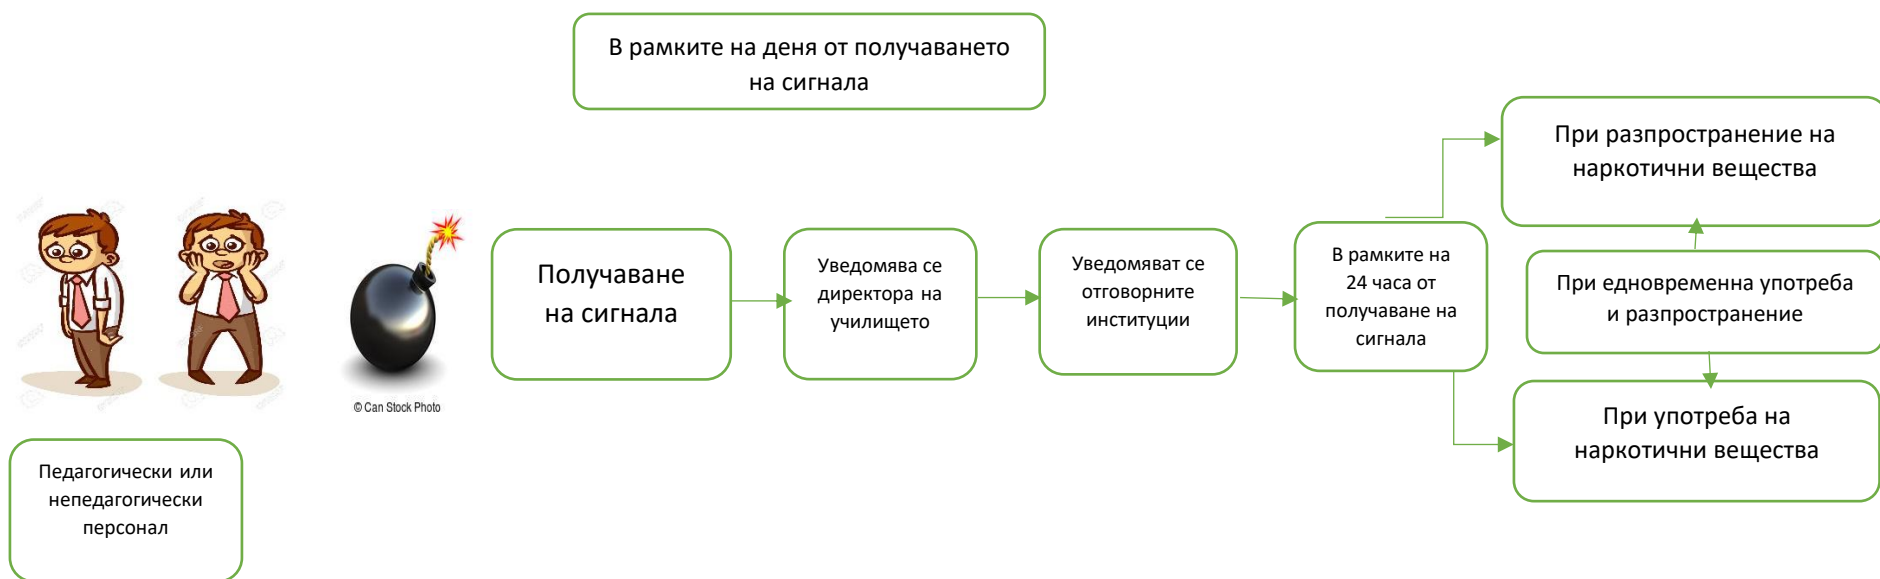 В рамките на деня от получаването
на сигнала
При разпространение на
наркотични вещества
Получаване
на сигнала
Уведомява се
директора на
училището
Уведомяват се
отговорните
институции
В рамките на
24 часа от
получаване на
сигнала
При едновременна употреба
и разпространение
При употреба на
наркотични вещества
© Can Stock Photo
Педагогически или
непедагогически
персонал